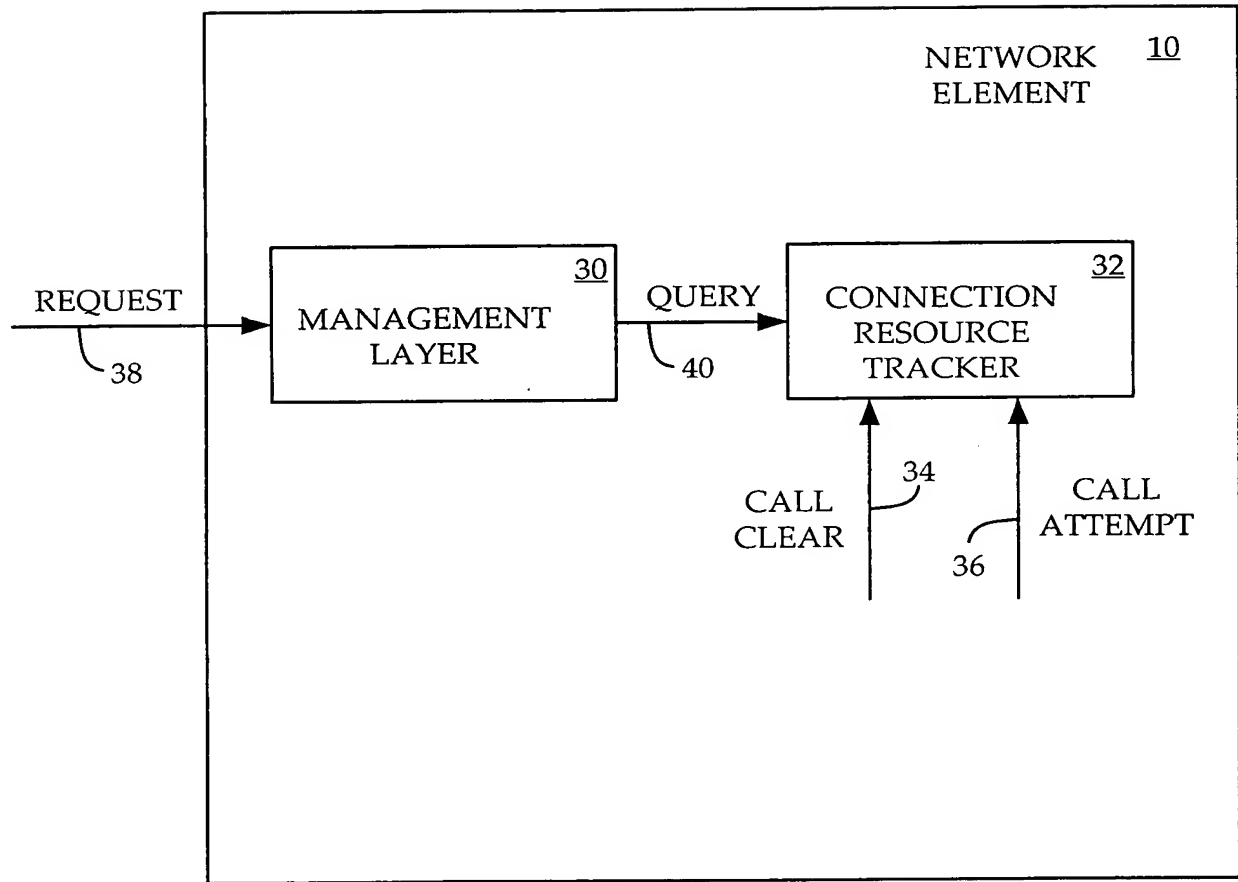 NETWORK
ELEMENT
10
REQUEST
38
30
MANAGEMENT
LAYER
QUERY
40
32
CONNECTION
RESOURCE
TRACKER
CALL
CLEAR
34
36
CALL
ATTEMPT